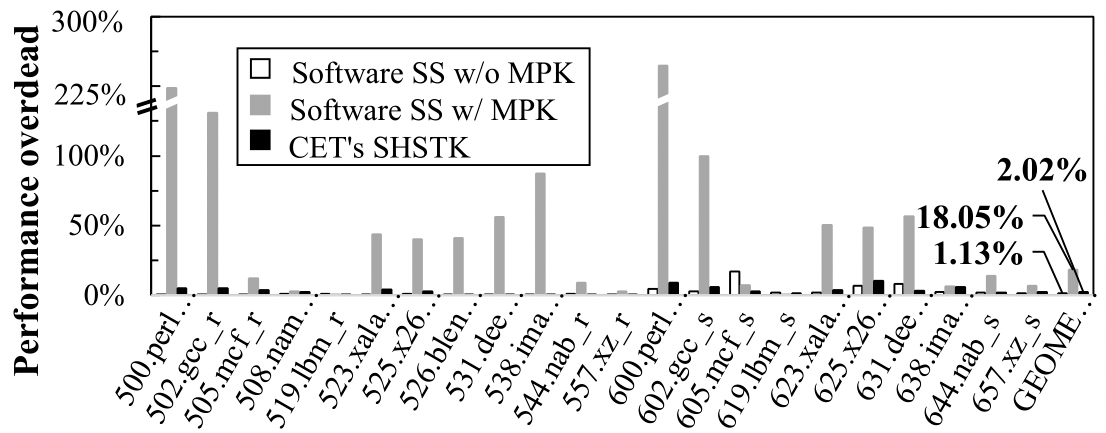 Performance overdead
300%
225%
100%
50%
0%
Software SS w/o MPK
Software SS w/ MPK
CET's SHSTK
2.02%
18.05%
1.13%
500.perl..
502.gcc_r
505.mcf_r
508.nam..
519.lbm_r
523.xala..
525.x26..
526.blen..
531.dee..
538.ima..
544.nab_r
557.xz_r
600.perl..
602.gcc_s
605.mcf_s
619.lbm_s
623.xala..
625.x26..
631.dee..
638.ima..
644.nab_s
657.xz_s
GEOME..